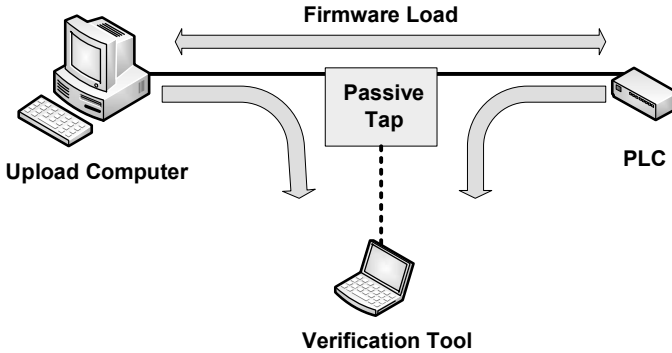 Firmware Load
Passive
Tap
Upload Computer
PLC
Verification Tool